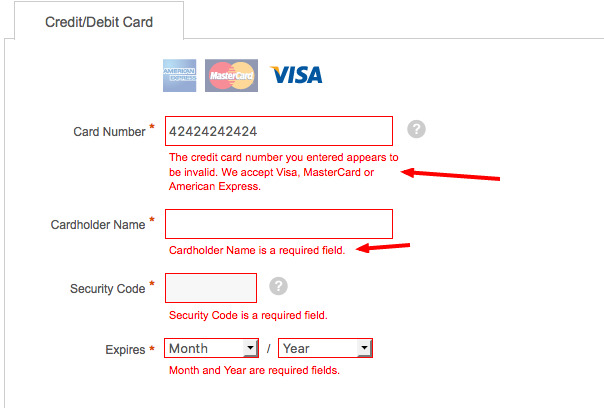 Credit/Debit Card
AMERICAN EXPRESS MasterCard VISA
Card Number * 42424242424 ?
The credit card number you entered appears to
be invalid. We accept Visa, MasterCard or
American Express.
Cardholder Name *
Cardholder Name is a required field.
Security Code * ?
Security Code is a required field.
Expires * Month / Year
Month and Year are required fields.